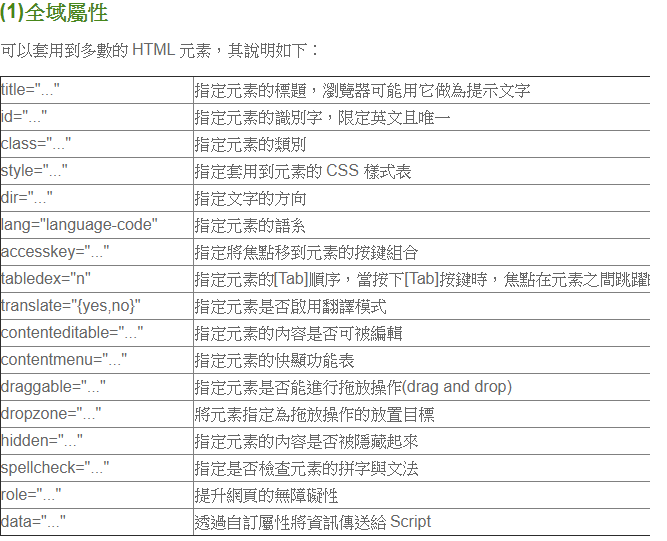 (1)全域屬性
可以套用到多數的 HTML 元素，其說明如下：
title="..." 指定元素的標題，瀏覽器可能用它做為提示文字
id="..." 指定元素的識別字，限定英文且唯一
class="..." 指定元素的類別
style="..." 指定套用到元素的 CSS 樣式表
dir="..." 指定文字的方向
lang="language-code" 指定元素的語系
accesskey="..." 指定將焦點移到元素的按鍵組合
tabledex="n" 指定元素的[Tab]順序，當按下[Tab]按鍵時，焦點在元素之間跳躍
translate="{yes,no}" 指定元素是否啟用翻譯模式
contenteditable="..." 指定元素的內容是否可被編輯
contentmenu="..." 指定元素的快顯功能表
draggable="..." 指定元素是否能進行拖放操作(drag and drop)
dropzone="..." 將元素指定為拖放操作的放置目標
hidden="..." 指定元素的內容是否被隱藏起來
spellcheck="..." 指定是否檢查元素的拼字與文法
role="..." 提升網頁的無障礙性
data="..." 透過自訂屬性將資訊傳送給 Script